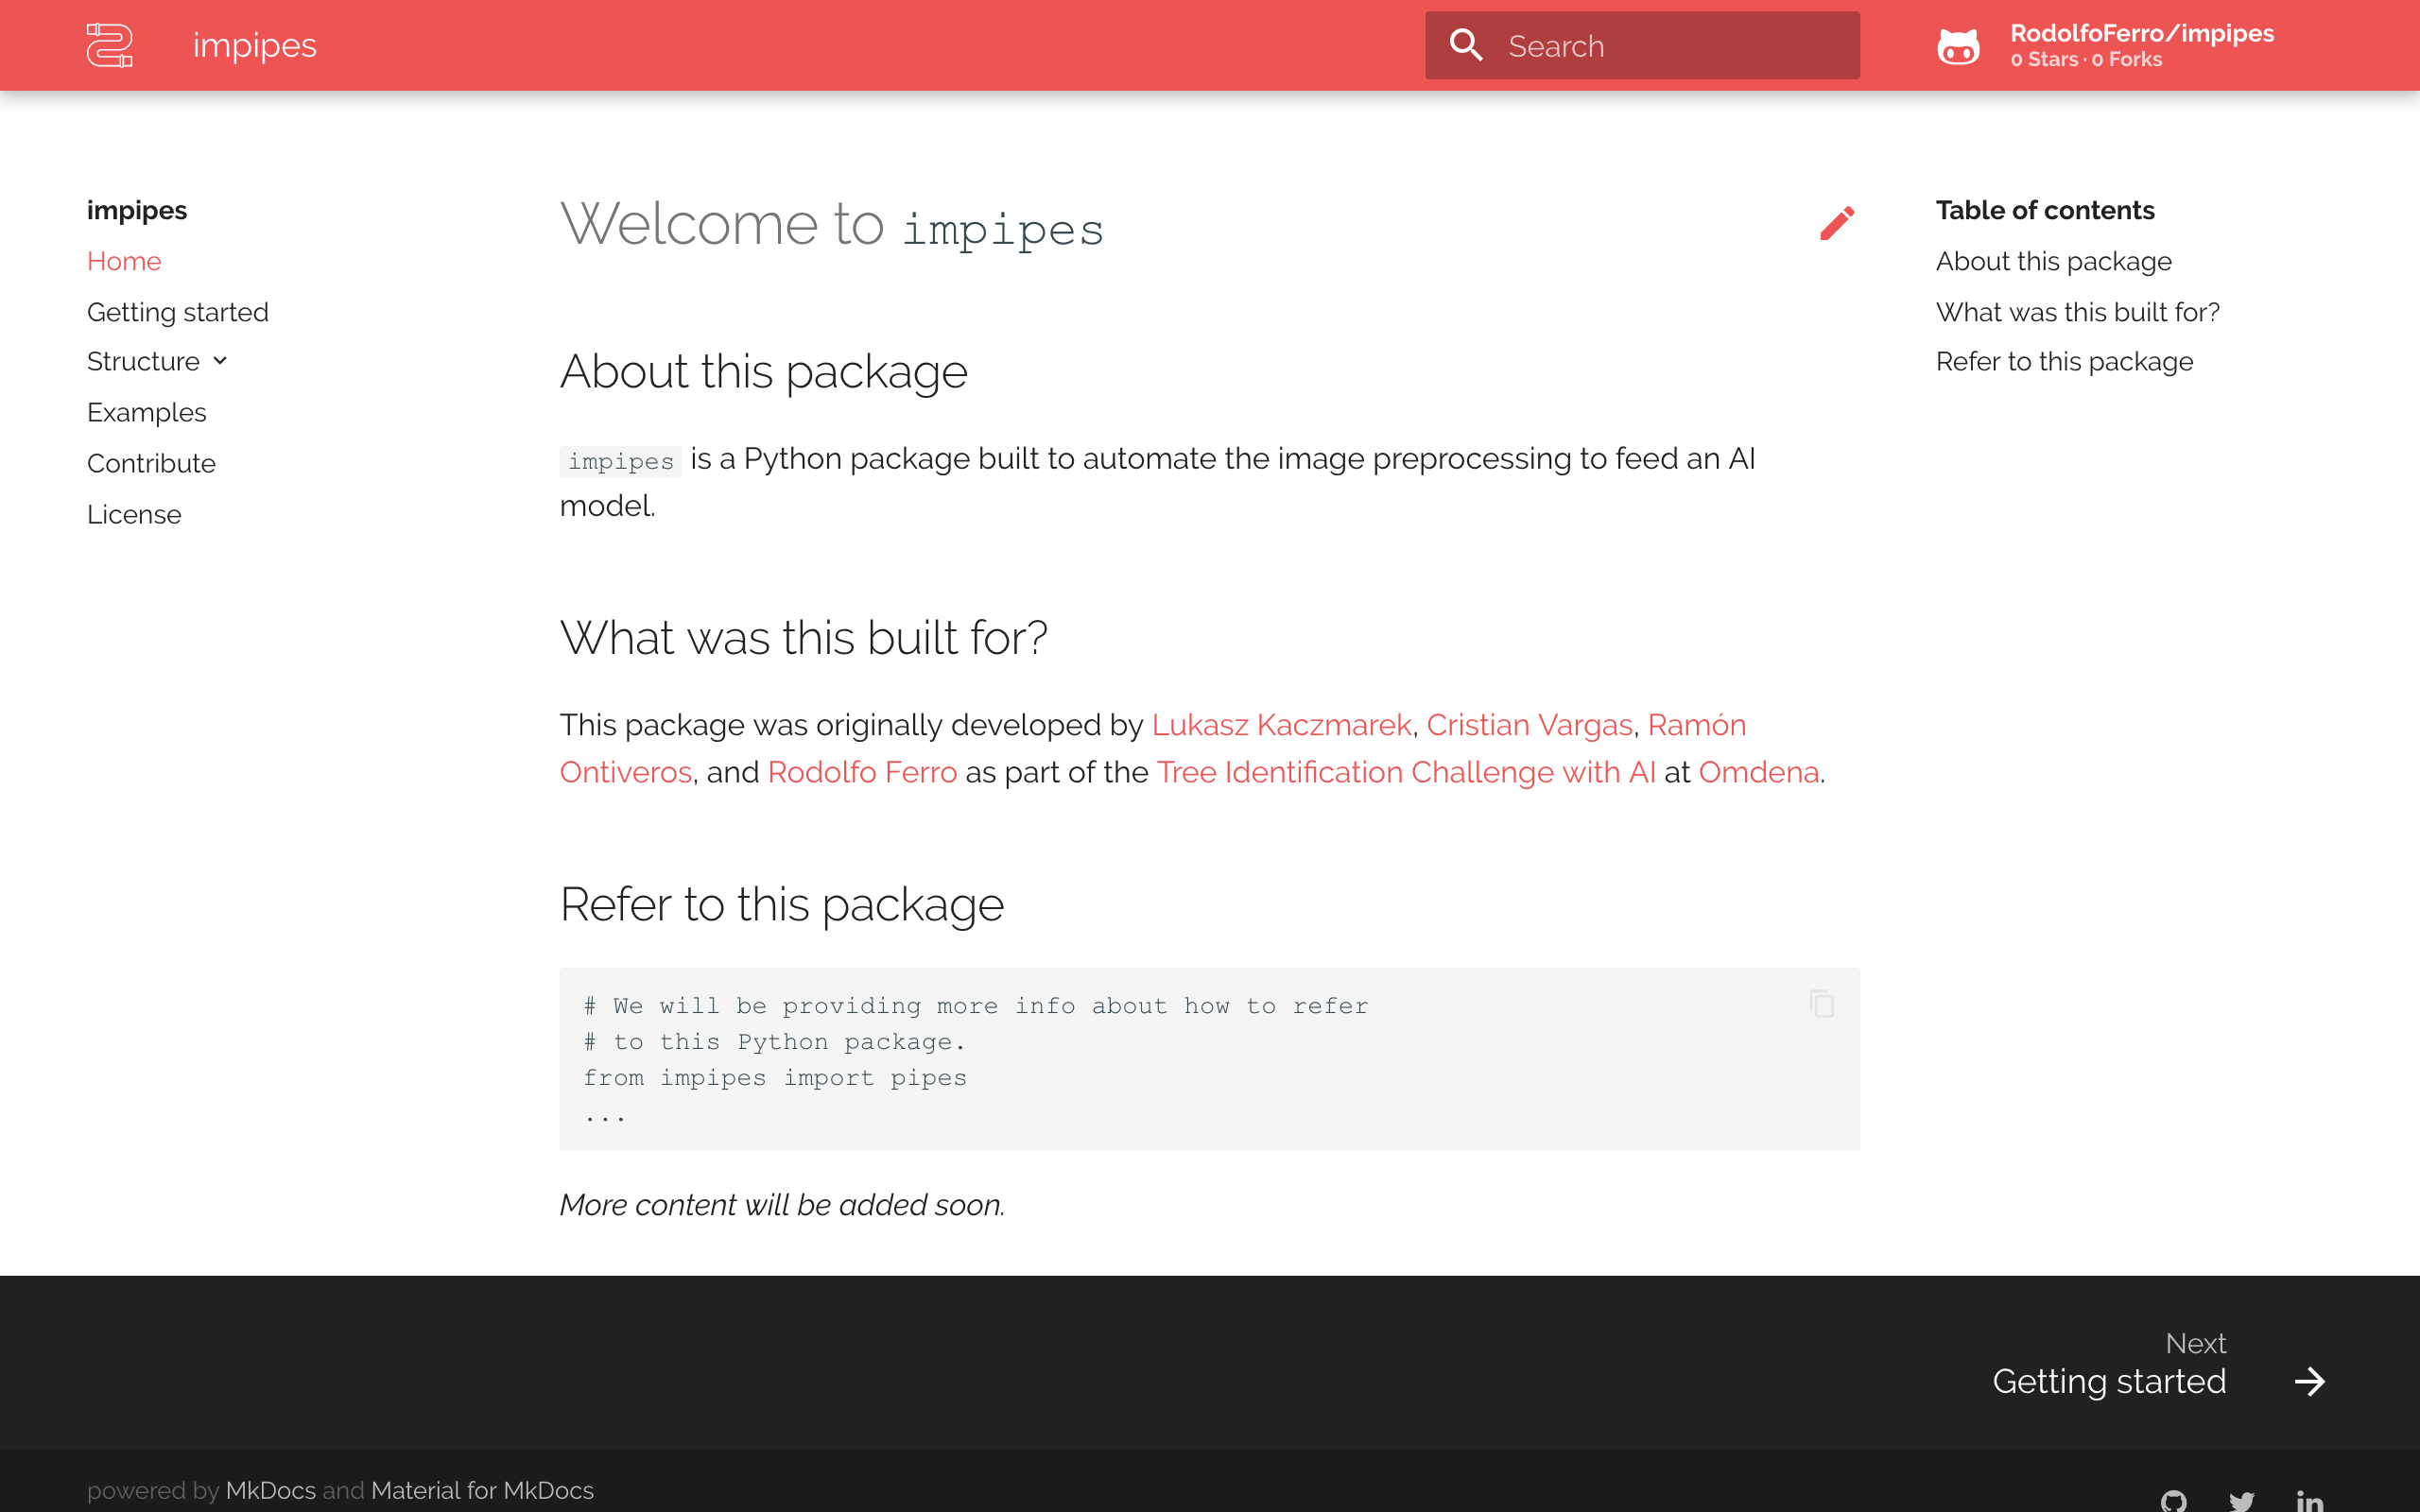 impipes
Search
RodolfoFerro/impipes
0 Stars · 0 Forks
impipes
Home
Getting started
Structure
Examples
Contribute
License
Welcome to impipes
About this package
impipes is a Python package built to automate the image preprocessing to feed an AI
model.
What was this built for?
This package was originally developed by Lukasz Kaczmarek, Cristian Vargas, Ramón
Ontiveros, and Rodolfo Ferro as part of the Tree Identification Challenge with AI at Omdena.
Refer to this package
# We will be providing more info about how to refer
# to this Python package.
from impipes import pipes
...
More content will be added soon.
Table of contents
About this package
What was this built for?
Refer to this package
Next
Getting started
powered by MkDocs and Material for MkDocs